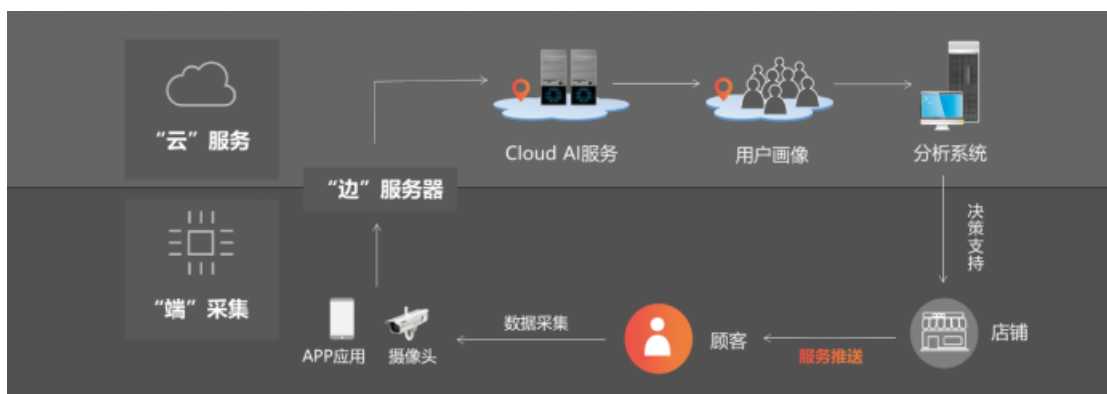 “云”服务
Cloud AI服务
用户画像
分析系统
“边”服务器
决策支持
“端”采集
APP应用
摄像头
数据采集
顾客
服务推送
店铺